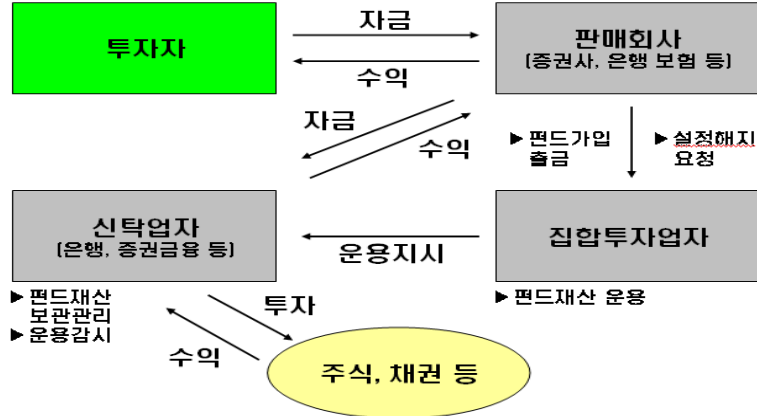 자금
투자자
판매회사
(증권사, 은행 보험 등)
수익
자금
수익
▶ 펀드가입
출금
▶ 설정해지
요청
신탁업자
(은행, 증권금융 등)
운용지시
집합투자업자
▶ 펀드재산
보관관리
▶ 운용감시
투자
▶ 펀드재산 운용
수익
주식, 채권 등